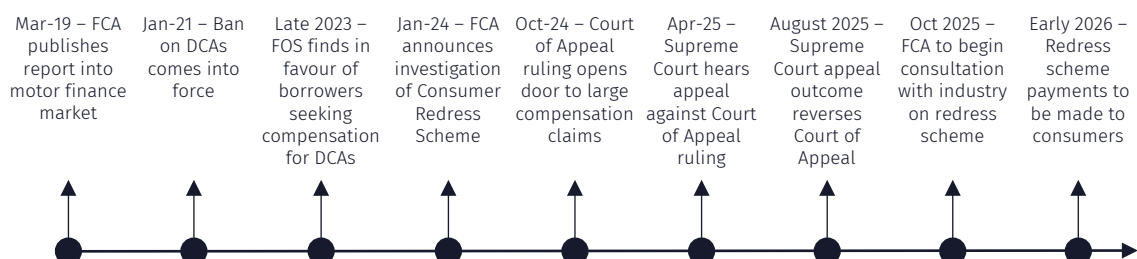 Mar-19 – FCA
publishes
report into
motor finance
market
Jan-21 – Ban
on DCAs
comes into
force
Late 2023 –
FOS finds in
favour of
borrowers
seeking
compensation
for DCAs
Jan-24 – FCA
announces
investigation
of Consumer
Redress
Scheme
Oct-24 – Court
of Appeal
ruling opens
door to large
compensation
claims
Apr-25 –
Supreme
Court hears
appeal
against Court
of Appeal
ruling
August 2025 –
Supreme
Court appeal
outcome
reverses
Court of
Appeal
Oct 2025 –
FCA to begin
consultation
with industry
on redress
scheme
Early 2026 –
Redress
scheme
payments to
be made to
consumers